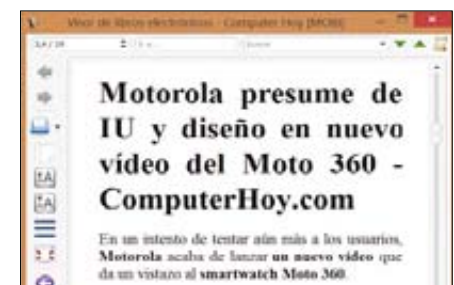 Visor de libros electrónicos - Computer Hoy [MOBI]
Motorola presume de
IU y diseño en nuevo
vídeo del Moto 360 -
ComputerHoy.com
En un intento de tentar aún más a los usuarios,
Motorola acaba de lanzar un nuevo vídeo que
da un vistazo al smartwatch Moto 360.